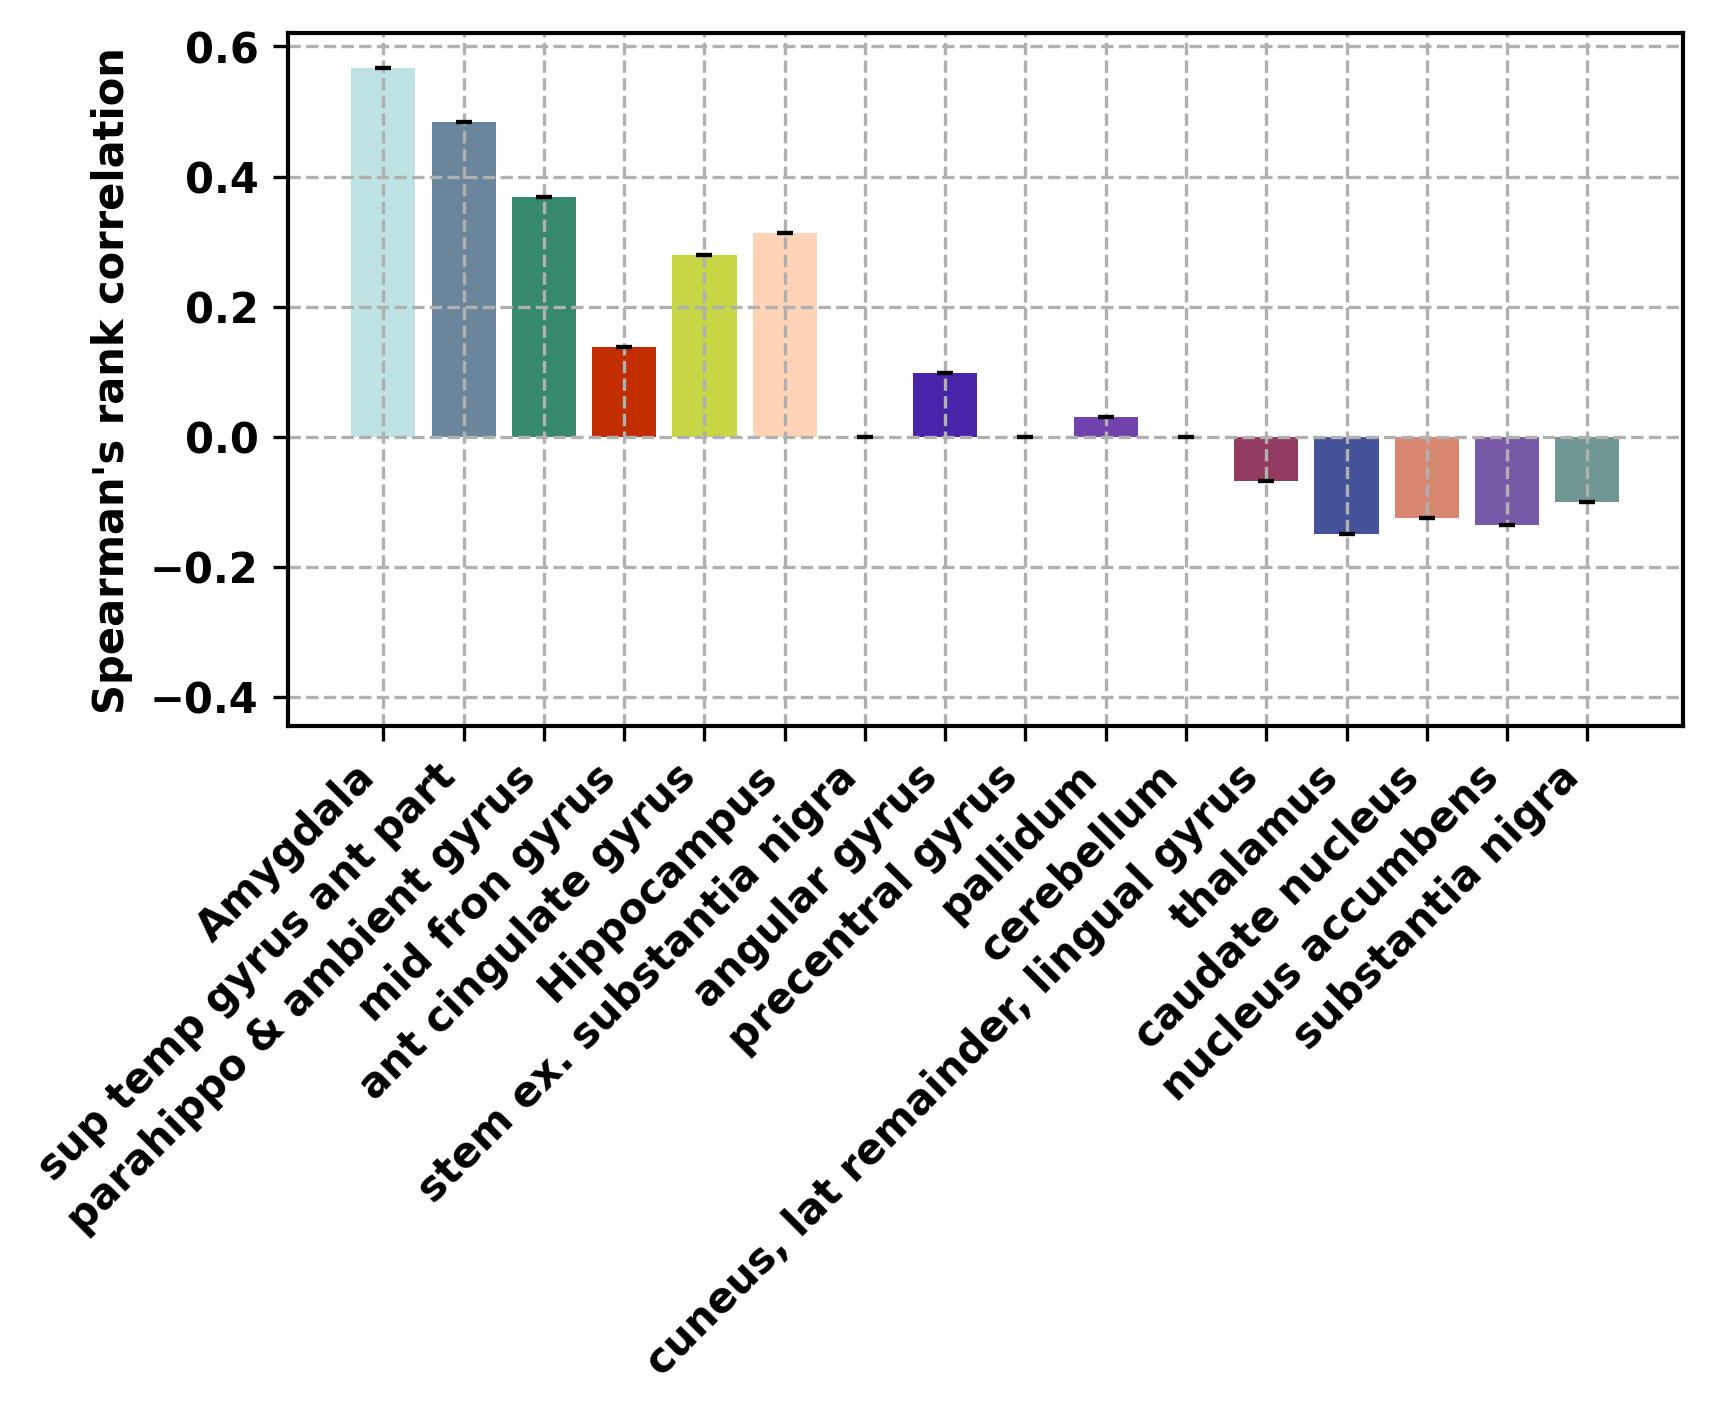 Spearman's rank correlation
0.6
0.4
0.2
0.0
−0.2
−0.4
Amygdala
sup temp gyrus ant part
parahippo & ambient gyrus
mid fron gyrus
ant cingulate gyrus
Hippocampus
stem ex. substantia nigra
angular gyrus
precentral gyrus
pallidum
cerebellum
cuneus, lat remainder, lingual gyrus
thalamus
caudate nucleus
nucleus accumbens
substantia nigra